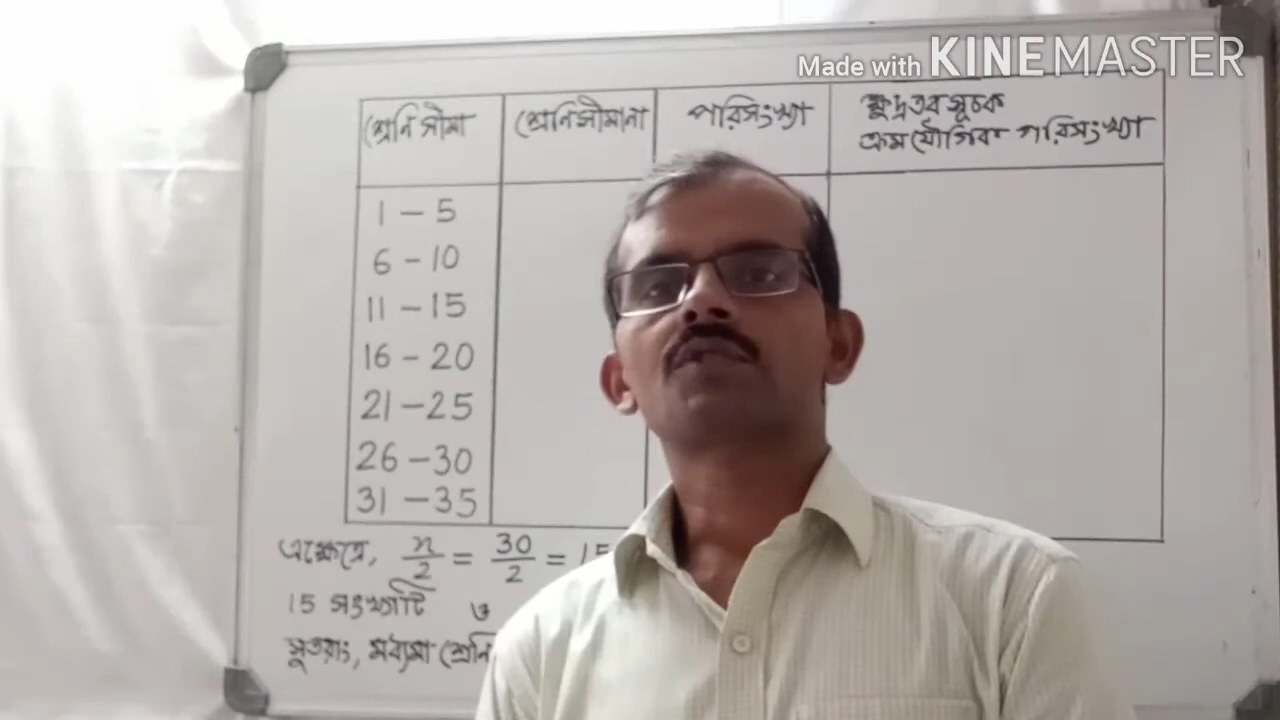 Made with KINEMASTER
শ্রেণি সীমা শ্রেণিসীমানা পরিসংখ্যা ক্ষুদ্রতর সূচক
ক্রমযৌগিক পরিসংখ্যা
1 – 5
6 – 10
11 – 15
16 – 20
21 – 25
26 – 30
31 – 35
এক্ষেত্রে, n/2 = 30/2 = 15
15 সংখ্যাটি ও
সুতরাং, মধ্যমা শ্রেণি